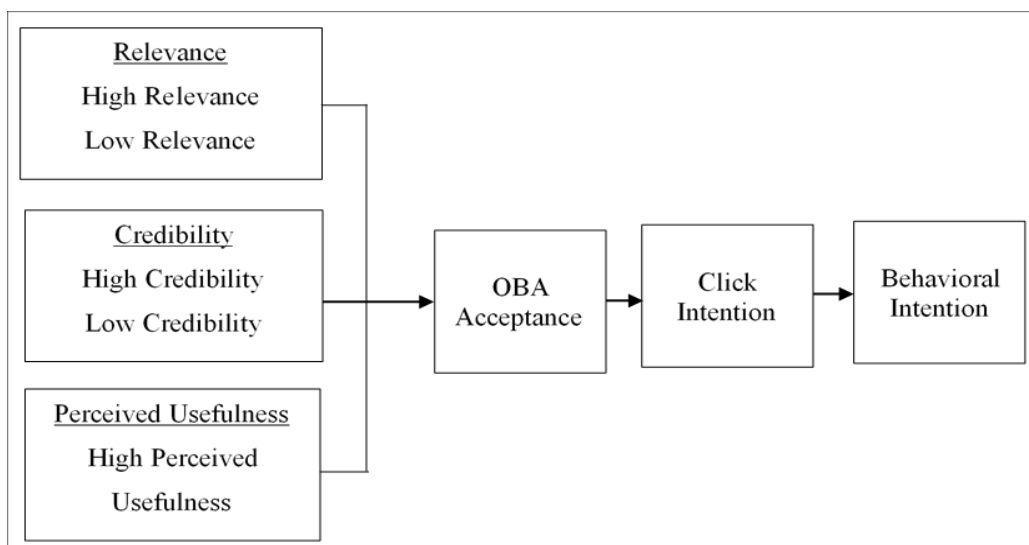 Relevance
High Relevance
Low Relevance
Credibility
High Credibility
Low Credibility
Perceived Usefulness
High Perceived
Usefulness
OBA
Acceptance
Click
Intention
Behavioral
Intention